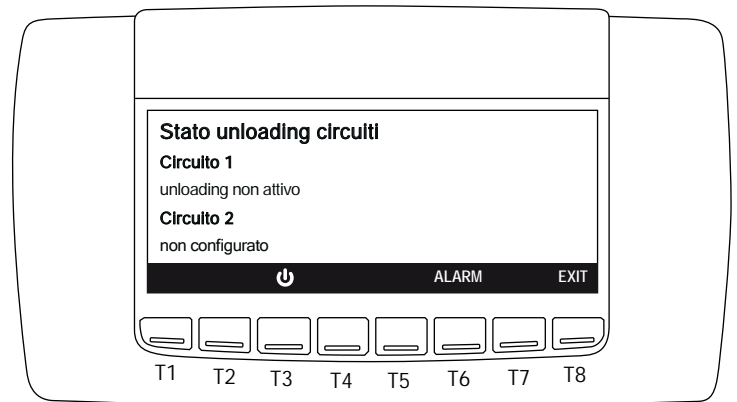 Stato unloading circuiti
Circuito 1
unloading non attivo
Circuito 2
non configurato
ALARM EXIT
T1 T2 T3 T4 T5 T6 T7 T8